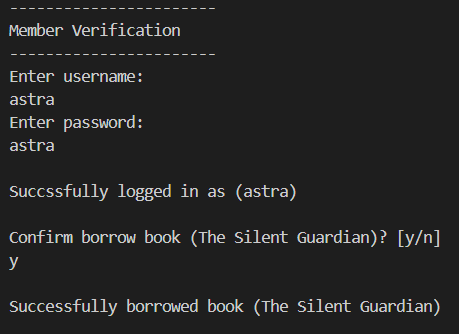 -----------------------
Member Verification
-----------------------
Enter username:
astra
Enter password:
astra
Succssfully logged in as (astra)
Confirm borrow book (The Silent Guardian)? [y/n]
y
Successfully borrowed book (The Silent Guardian)